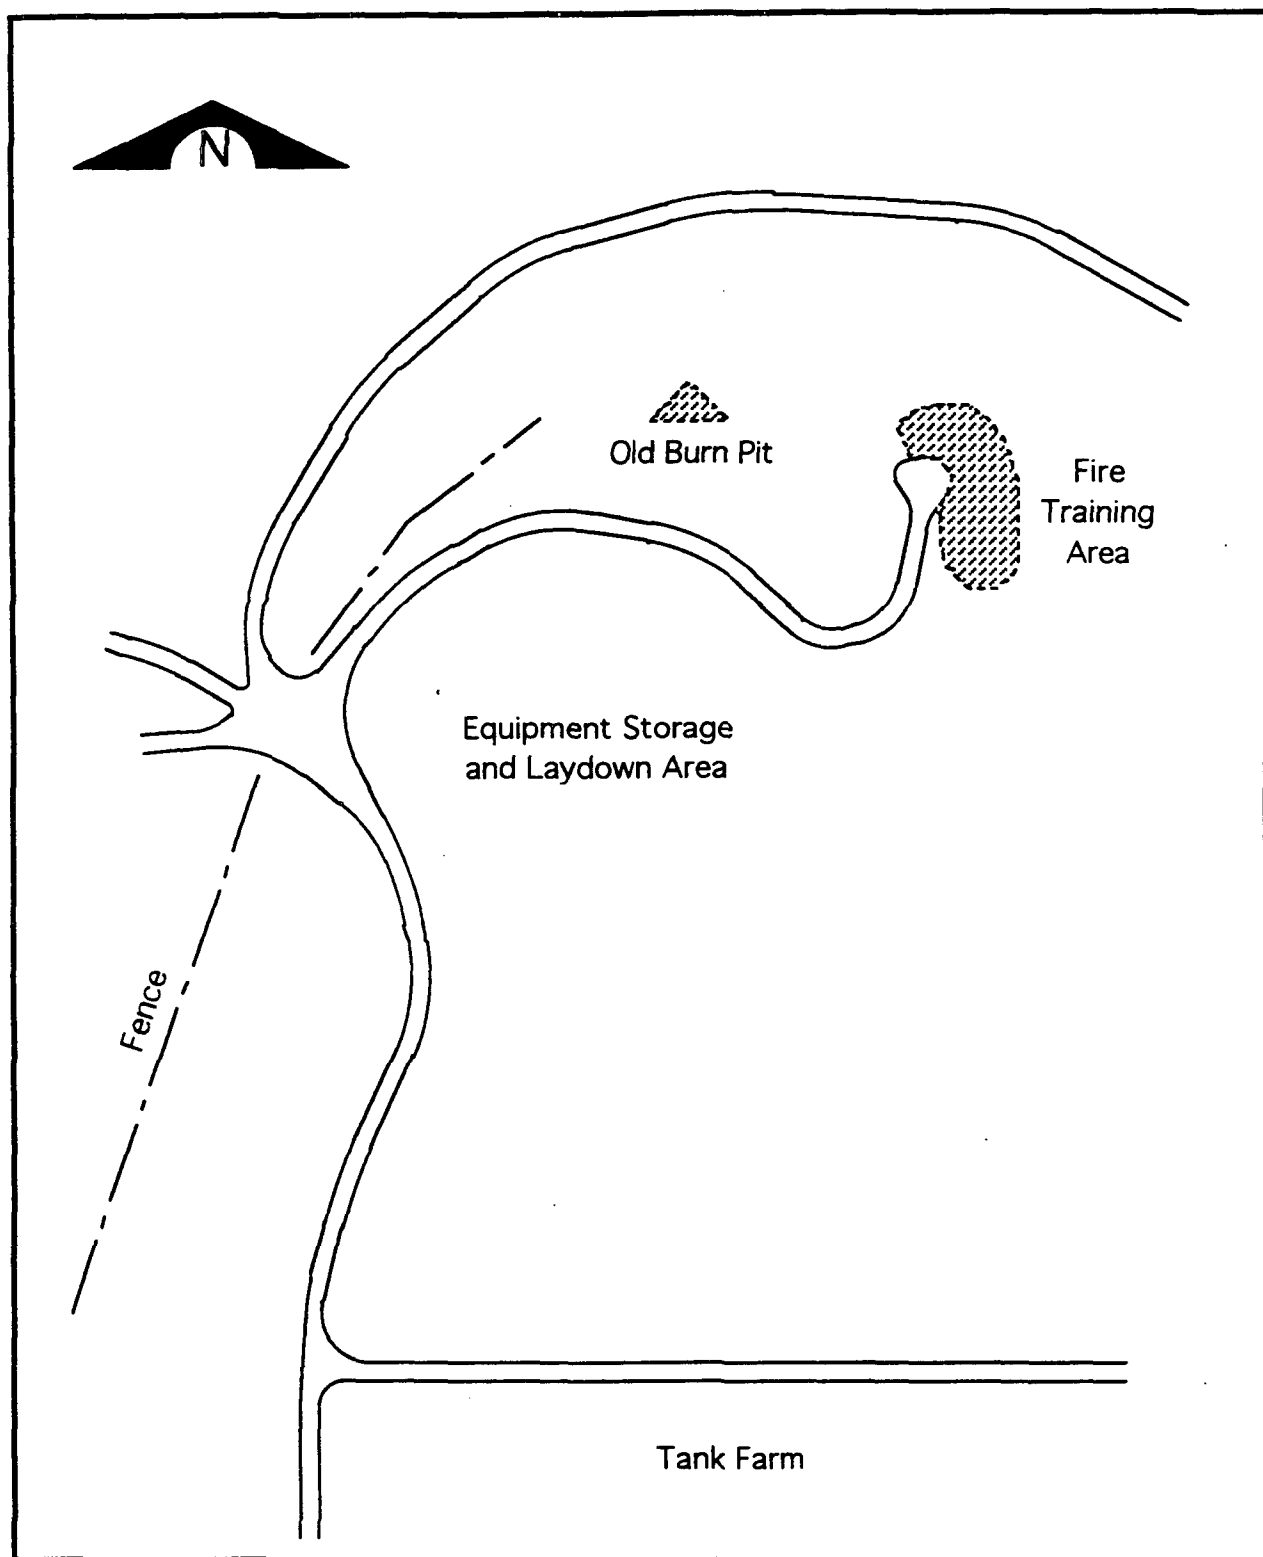 N
Old Burn Pit
Fire
Training
Area
Equipment Storage
and Laydown Area
Fence
Tank Farm